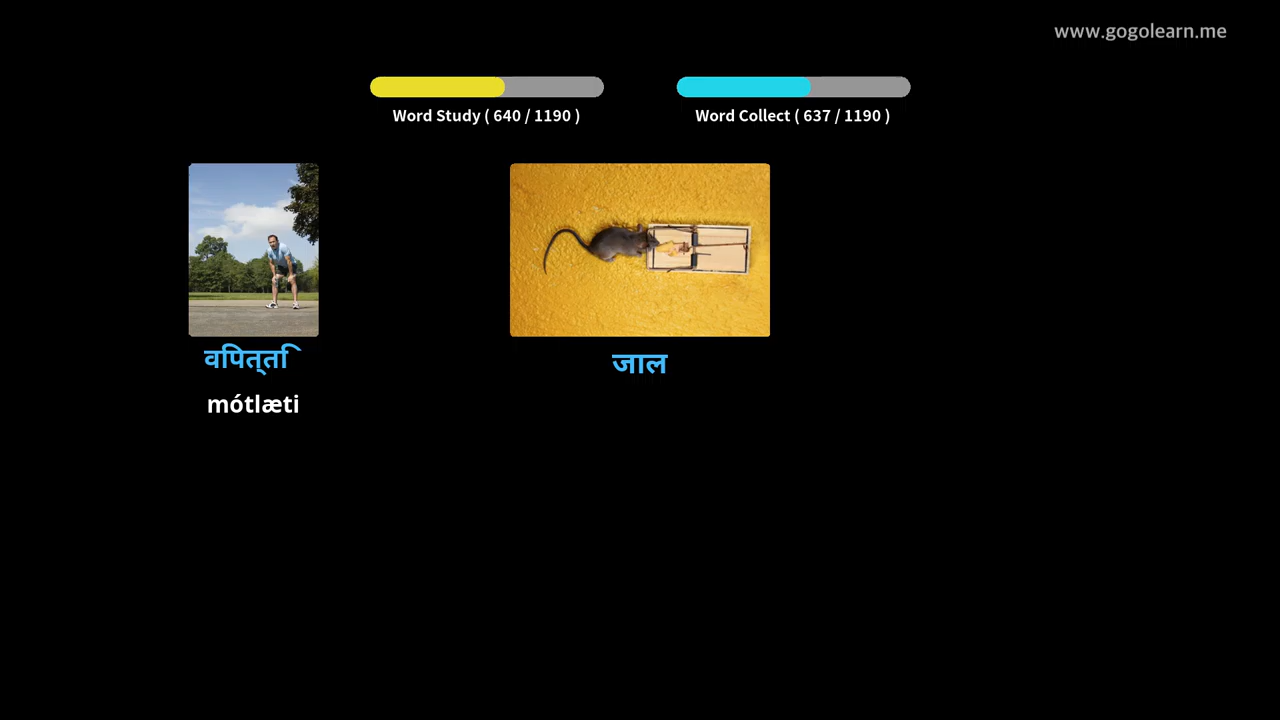 www.gogolearn.me
Word Study ( 640 / 1190 )
Word Collect ( 637 / 1190 )
विपत्ति
जाल
mótlæti